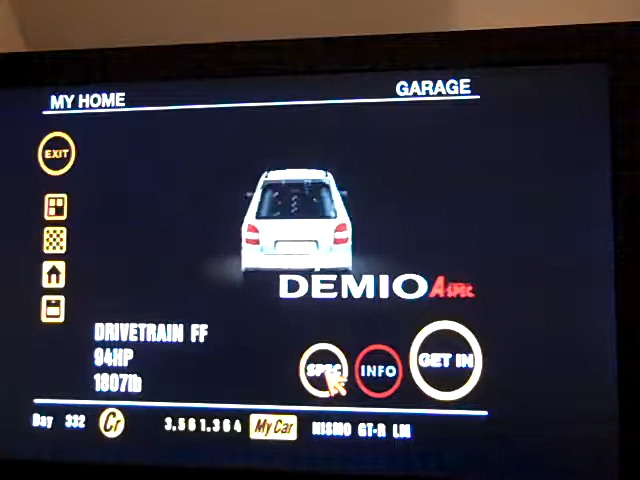 MY HOME
GARAGE
EXIT
DEMIO A SPEC
DRIVETRAIN FF
94HP
1807lb
SPEC
INFO
GET IN
Day 332
Cr
3,561,364
My Car
NISMO GT-R LM